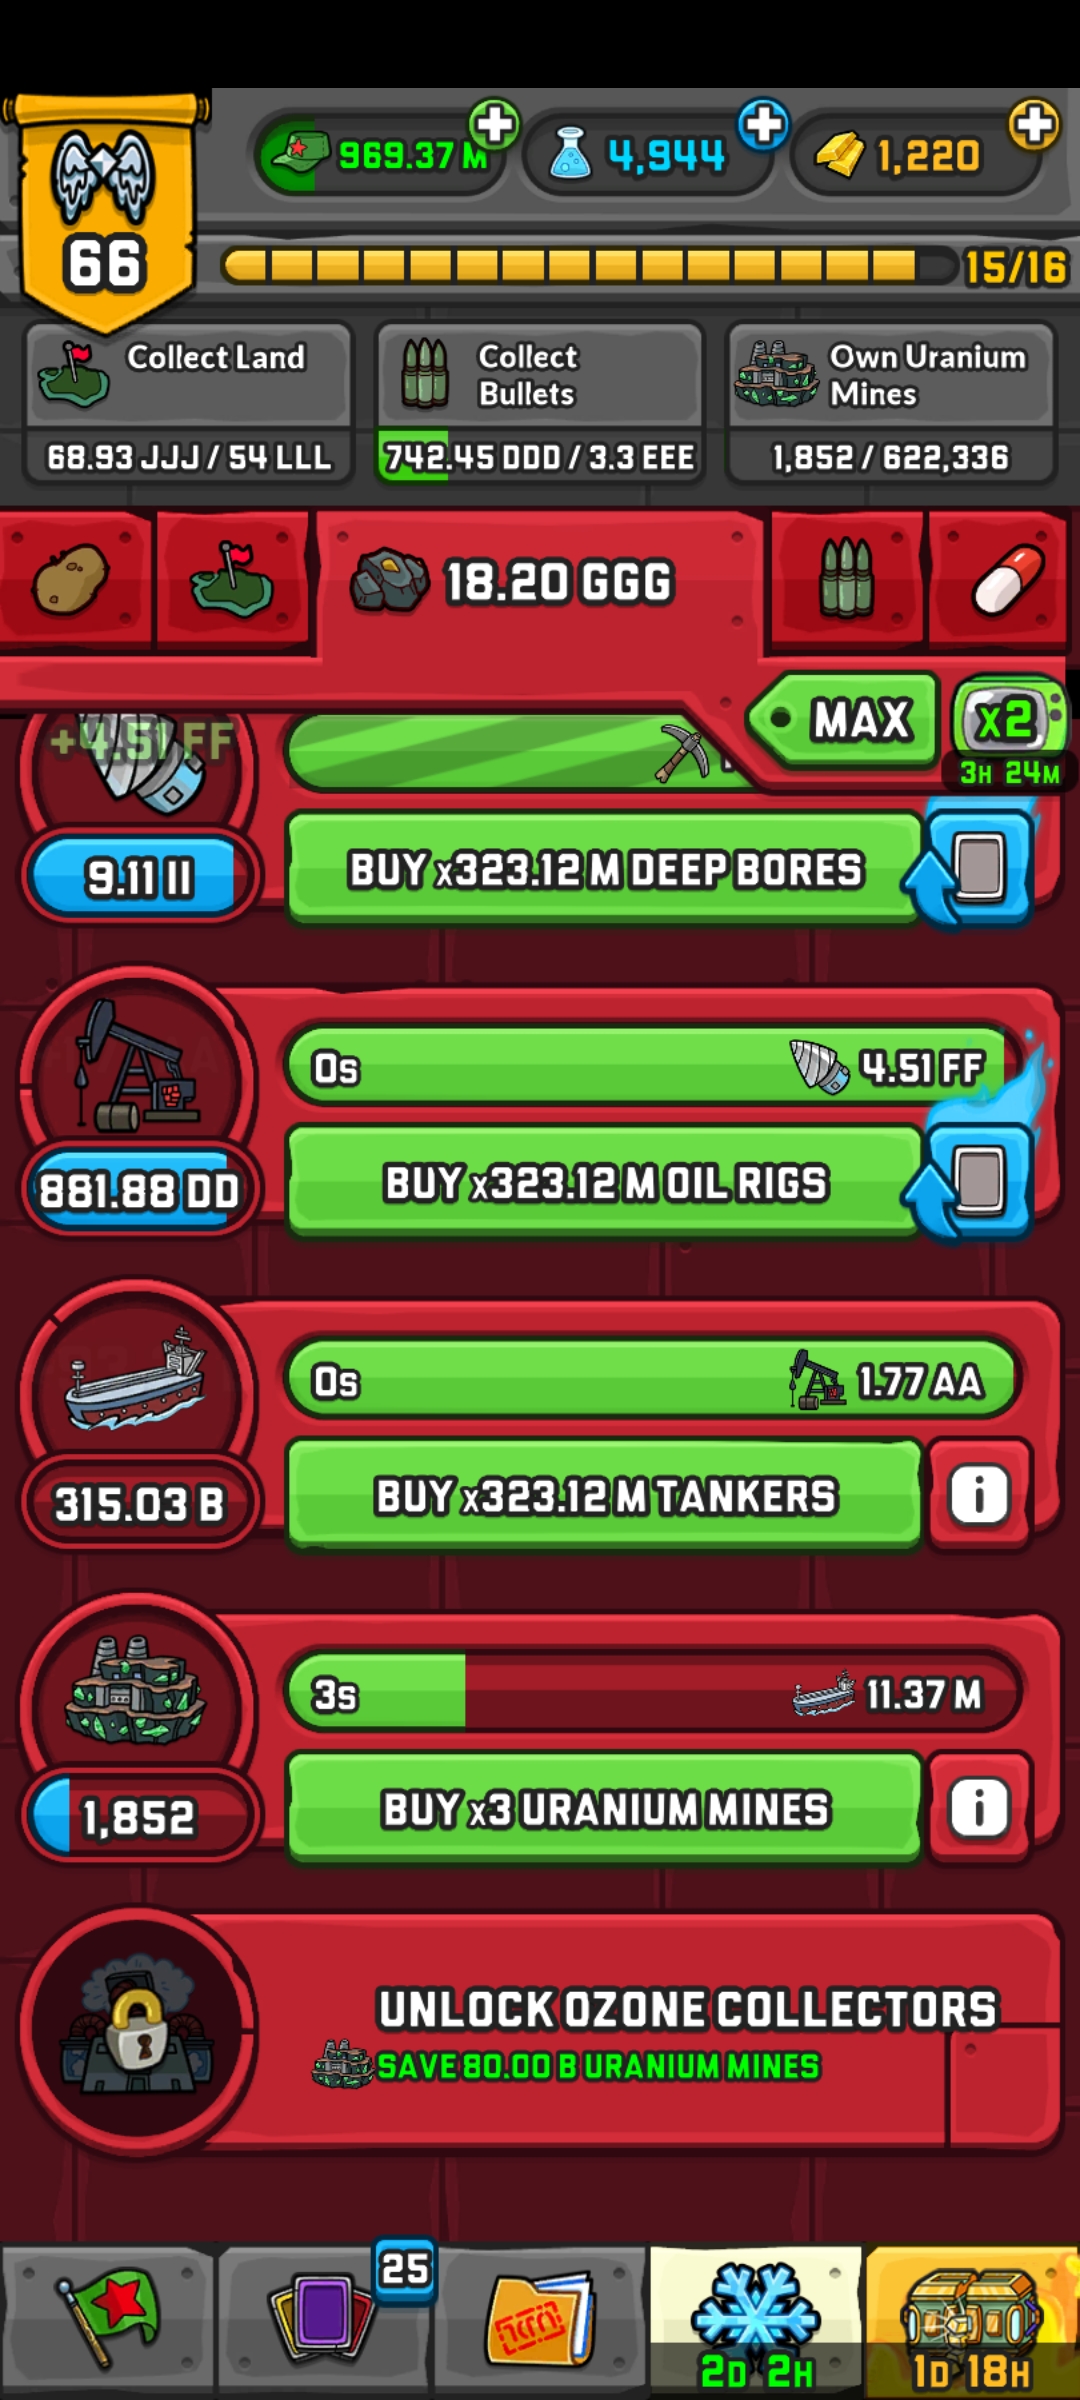 969.37 M
4,944
1,220
66
15/16
Collect Land
68.93 JJJ / 54 LLL
Collect
Bullets
742.45 DDD / 3.3 EEE
Own Uranium
Mines
1,852 / 622,336
18.20 GGG
MAX
x2
3H 24M
+4.51 FF
9.11 II
BUY x323.12 M DEEP BORES
0s
4.51 FF
881.88 DD
BUY x323.12 M OIL RIGS
0s
1.77 AA
315.03 B
BUY x323.12 M TANKERS
i
3s
11.37 M
1,852
BUY x3 URANIUM MINES
i
UNLOCK OZONE COLLECTORS
SAVE 80.00 B URANIUM MINES
25
2D 2H
1D 18H